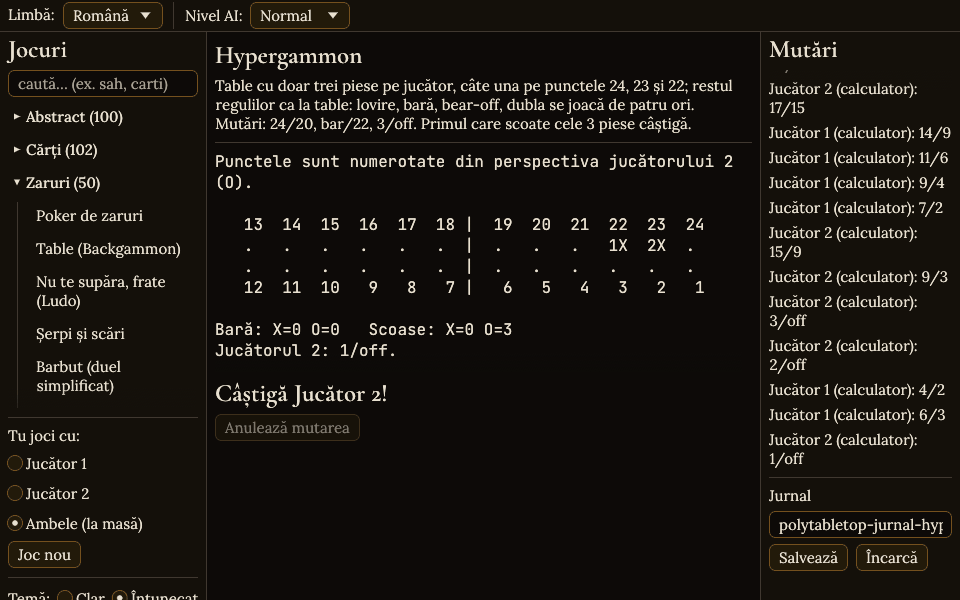 Limbă: Română ▼ Nivel AI: Normal ▼
Jocuri
caută... (ex. sah, carti)
▸ Abstract (100)
▸ Cărți (102)
▾ Zaruri (50)
Poker de zaruri
Table (Backgammon)
Nu te supăra, frate
(Ludo)
Șerpi și scări
Barbut (duel
simplificat)
Tu joci cu:
Jucător 1
Jucător 2
Ambele (la masă)
Joc nou
Temă: Clar Întunecat
Hypergammon
Table cu doar trei piese pe jucător, câte una pe punctele 24, 23 și 22; restul
regulilor ca la table: lovire, bară, bear-off, dubla se joacă de patru ori.
Mutări: 24/20, bar/22, 3/off. Primul care scoate cele 3 piese câștigă.
Punctele sunt numerotate din perspectiva jucătorului 2
(O).
13 14 15 16 17 18 | 19 20 21 22 23 24
. . . . . . | . . . 1X 2X .
. . . . . . | . . . . . .
12 11 10 9 8 7 | 6 5 4 3 2 1
Bară: X=0 O=0 Scoase: X=0 O=3
Jucătorul 2: 1/off.
Câștigă Jucător 2!
Anulează mutarea
Mutări
Jucător 2 (calculator):
17/15
Jucător 1 (calculator): 14/9
Jucător 1 (calculator): 11/6
Jucător 1 (calculator): 9/4
Jucător 1 (calculator): 7/2
Jucător 2 (calculator):
15/9
Jucător 2 (calculator): 9/3
Jucător 2 (calculator):
3/off
Jucător 2 (calculator):
2/off
Jucător 1 (calculator): 4/2
Jucător 1 (calculator): 6/3
Jucător 2 (calculator):
1/off
Jurnal
polytabletop-jurnal-hyp
Salvează Încarcă